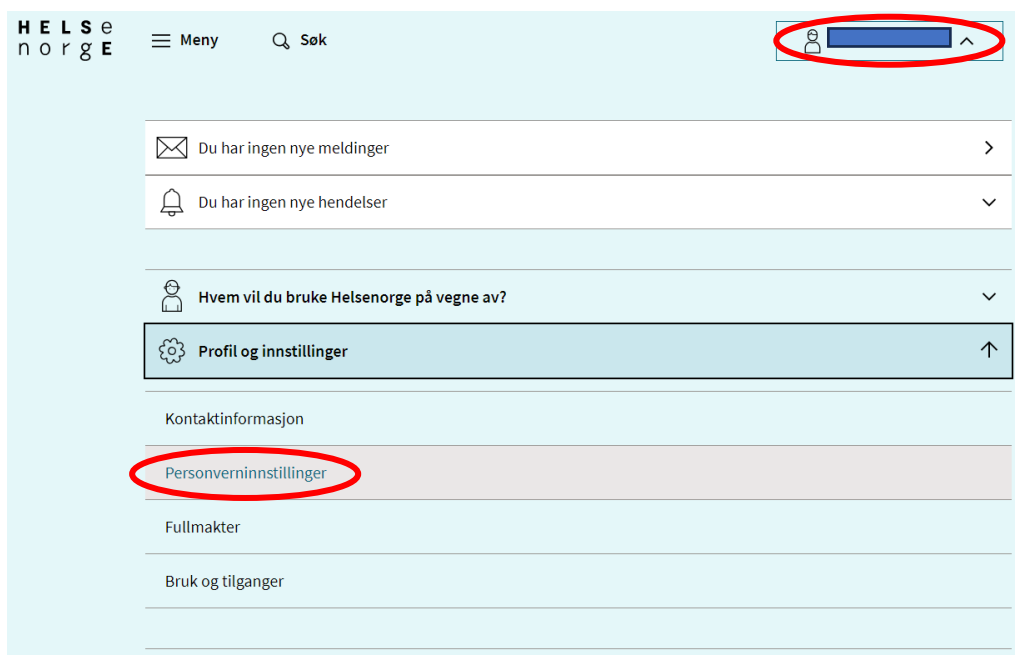 HELSe
norgE
Meny
Søk
Du har ingen nye meldinger
Du har ingen nye hendelser
Hvem vil du bruke Helsenorge på vegne av?
Profil og innstillinger
Kontaktinformasjon
Personverninnstillinger
Fullmakter
Bruk og tilganger